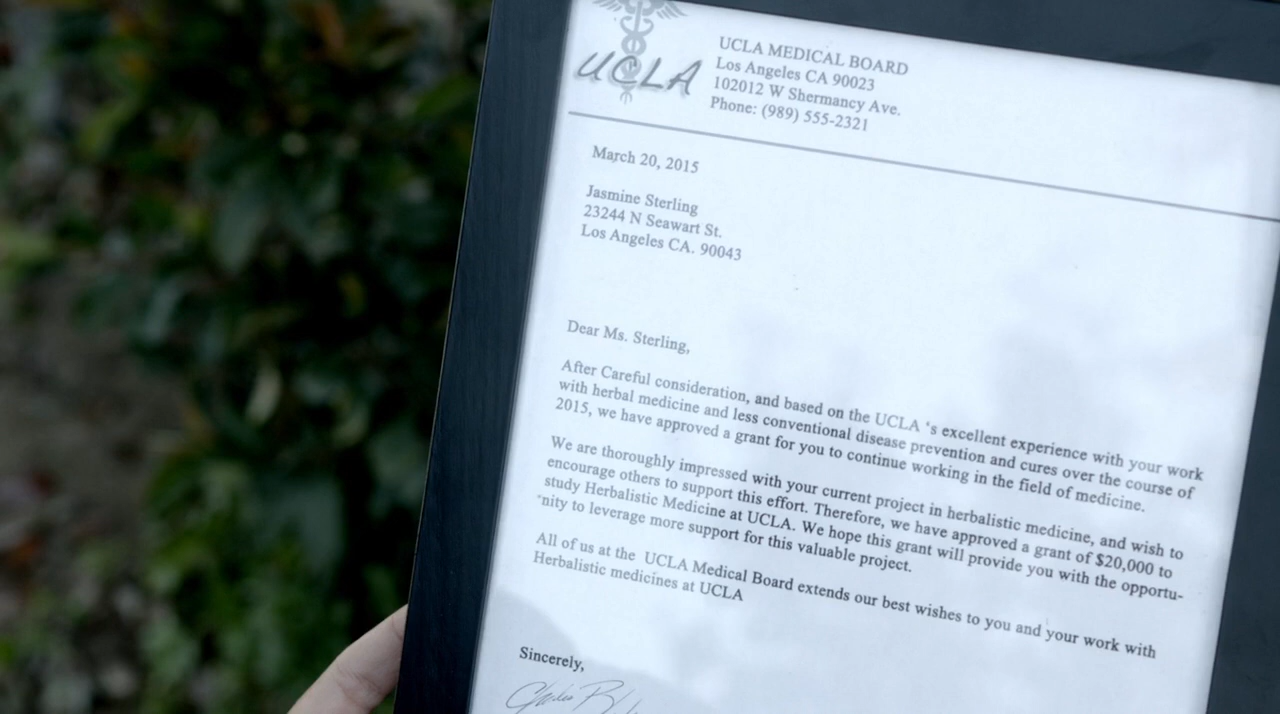 UCLA
UCLA MEDICAL BOARD
Los Angeles CA 90023
102012 W Shermancy Ave.
Phone: (989) 555-2321
March 20, 2015
Jasmine Sterling
23244 N Seawart St.
Los Angeles CA. 90043
Dear Ms. Sterling,
After Careful consideration, and based on the UCLA 's excellent experience with your work
with herbal medicine and less conventional disease prevention and cures over the course of
2015, we have approved a grant for you to continue working in the field of medicine.
We are thoroughly impressed with your current project in herbalistic medicine, and wish to
encourage others to support this effort. Therefore, we have approved a grant of $20,000 to
study Herbalistic Medicine at UCLA. We hope this grant will provide you with the opportu-
nity to leverage more support for this valuable project.
All of us at the UCLA Medical Board extends our best wishes to you and your work with
Herbalistic medicines at UCLA
Sincerely,